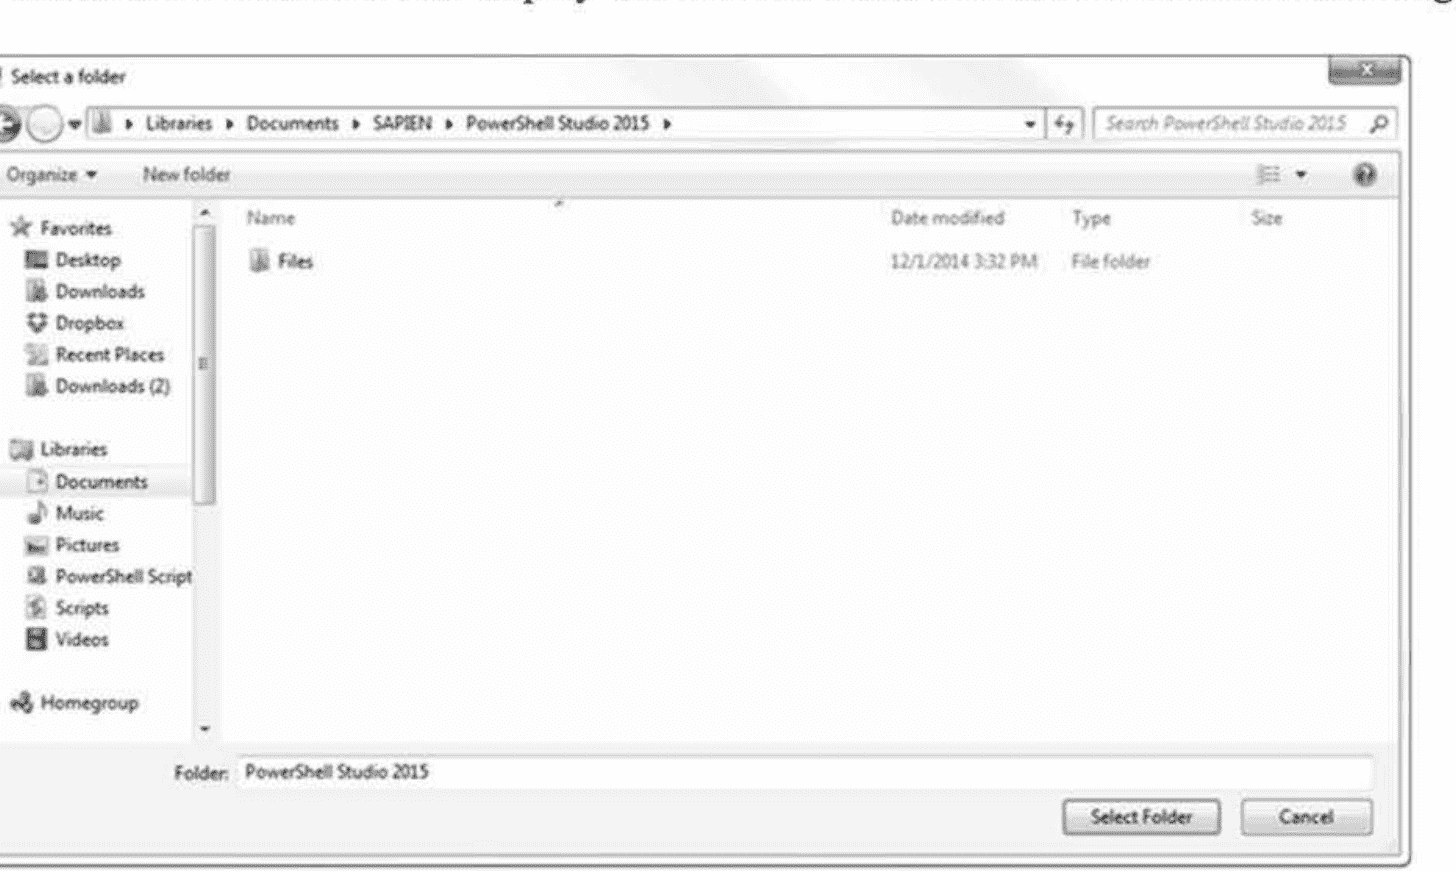 Select a folder
Libraries Documents SAPIEN PowerShell Studio 2015 Search PowerShell Studio 2015
Organize New folder
Name Date modified Type Size
Files 12/1/2014 3:32 PM File folder
Favorites
Desktop
Downloads
Dropbox
Recent Places
Downloads (2)
Libraries
Documents
Music
Pictures
PowerShell Script
Scripts
Videos
Homegroup
Folder: PowerShell Studio 2015
Select Folder Cancel